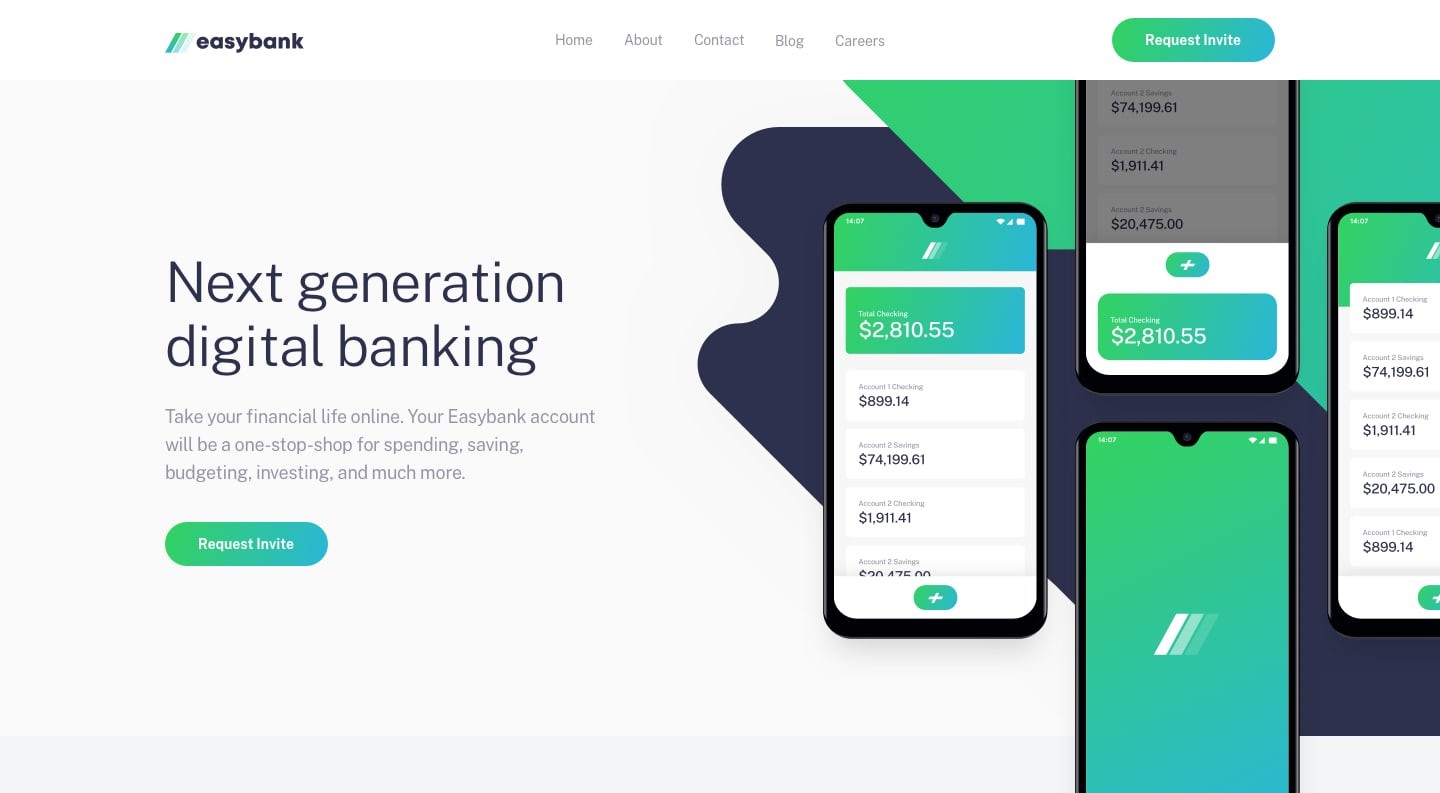 easybank
Home
About
Contact
Blog
Careers
Request Invite
Next generation
digital banking
Take your financial life online. Your Easybank account
will be a one-stop-shop for spending, saving,
budgeting, investing, and much more.
Request Invite
14:07
Total Checking
$2,810.55
Account 1 Checking
$899.14
Account 2 Savings
$74,199.61
Account 2 Checking
$1,911.41
Account 2 Savings
$20,475.00
Account 2 Savings
$74,199.61
Account 2 Checking
$1,911.41
Account 2 Savings
$20,475.00
Total Checking
$2,810.55
14:07
14:07
Account 1 Checking
$899.14
Account 2 Savings
$74,199.61
Account 2 Checking
$1,911.41
Account 2 Savings
$20,475.00
Account 1 Checking
$899.14